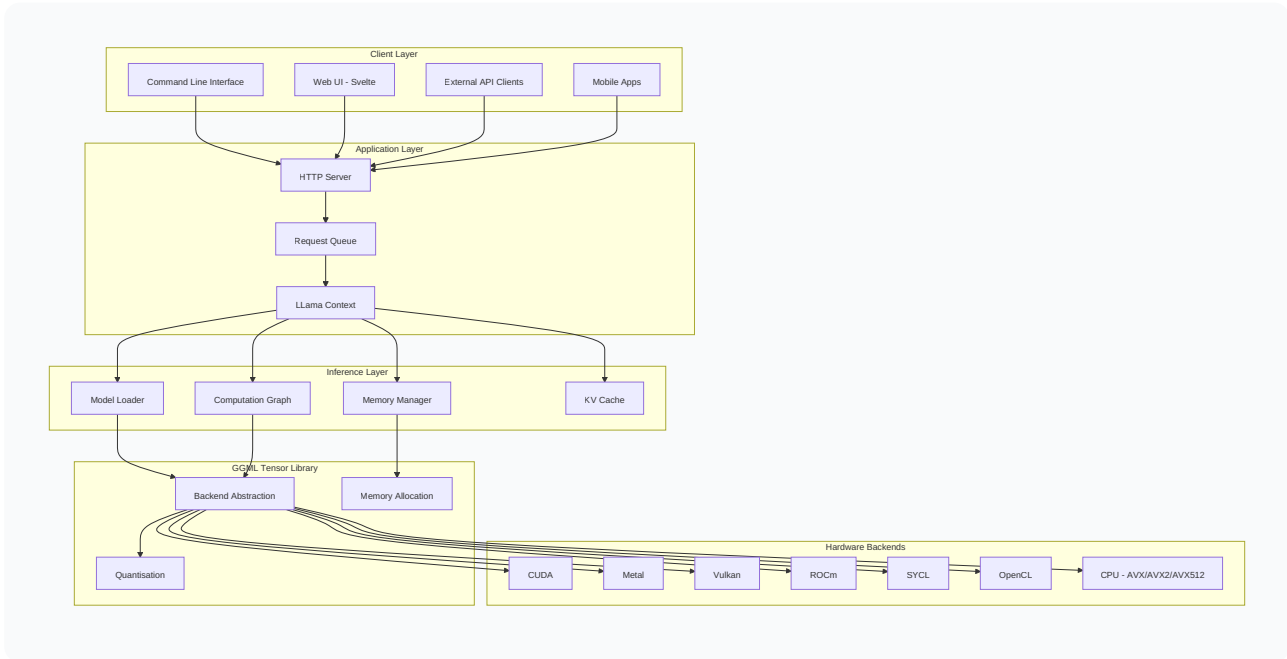 Client Layer
Command Line Interface
Web UI - Svelte
External API Clients
Mobile Apps
Application Layer
HTTP Server
Request Queue
LLama Context
Inference Layer
Model Loader
Computation Graph
Memory Manager
KV Cache
GGML Tensor Library
Backend Abstraction
Memory Allocation
Quantisation
Hardware Backends
CUDA
Metal
Vulkan
ROCm
SYCL
OpenCL
CPU - AVX/AVX2/AVX512